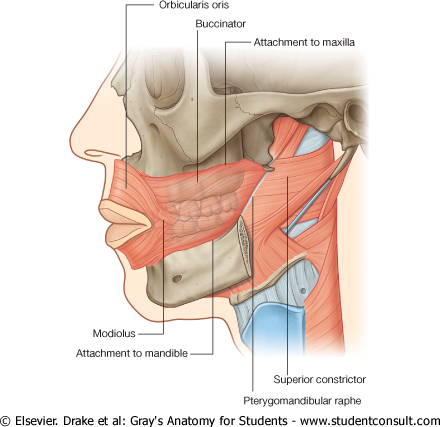 Orbicularis oris
Buccinator
Attachment to maxilla
Modiolus
Attachment to mandible
Superior constrictor
Pterygomandibular raphe
© Elsevier. Drake et al: Gray's Anatomy for Students - www.studentconsult.com